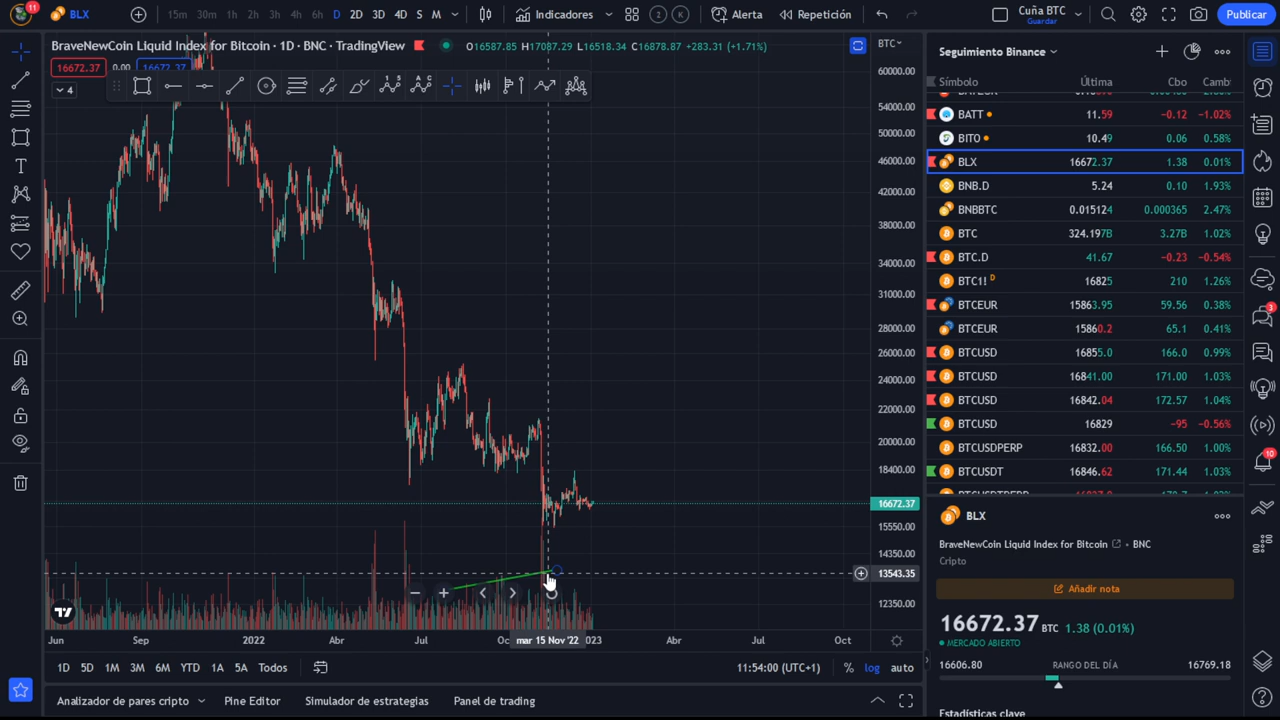 11
BLX
15m 30m 1h 2h 3h 4h 6h D 2D 3D 4D S M
Indicadores
2 K
Alerta
Repetición
Cuña BTC
Guardar
Publicar
BraveNewCoin Liquid Index for Bitcoin · 1D · BNC · TradingView
O16587.85 H17087.29 L16518.34 C16878.87 +283.31 (+1.71%)
16672.37 0.00 16672.37
4
BTC
60000.00
54000.00
50000.00
46000.00
42000.00
38000.00
34000.00
31000.00
28000.00
26000.00
24000.00
22000.00
20000.00
18400.00
16672.37
15550.00
14350.00
13543.35
12350.00
Jun Sep 2022 Abr Jul Oc mar 15 Nov '22 023 Abr Jul Oct
1D 5D 1M 3M 6M YTD 1A 5A Todos
11:54:00 (UTC+1)
% log auto
Analizador de pares cripto Pine Editor Simulador de estrategias Panel de trading
Seguimiento Binance
Símbolo Última Cbo Camb
BATT 11.59 −0.12 −1.02%
BITO 10.49 0.06 0.58%
BLX 16672.37 1.38 0.01%
BNB.D 5.24 0.10 1.93%
BNBBTC 0.015124 0.000365 2.47%
BTC 324.197B 3.27B 1.02%
BTC.D 41.67 −0.23 −0.54%
BTC1! D 16825 210 1.26%
BTCEUR 15863.95 59.56 0.38%
BTCEUR 15860.2 65.1 0.41%
BTCUSD 16855.0 166.0 0.99%
BTCUSD 16841.00 171.00 1.03%
BTCUSD 16842.04 172.57 1.04%
BTCUSD 16829 −95 −0.56%
BTCUSDPERP 16832.00 166.50 1.00%
BTCUSDT 16846.62 171.44 1.03%
BLX
BraveNewCoin Liquid Index for Bitcoin • BNC
Cripto
Añadir nota
16672.37 BTC 1.38 (0.01%)
MERCADO ABIERTO
16606.80 RANGO DEL DÍA 16769.18
Estadísticas clave
3
10